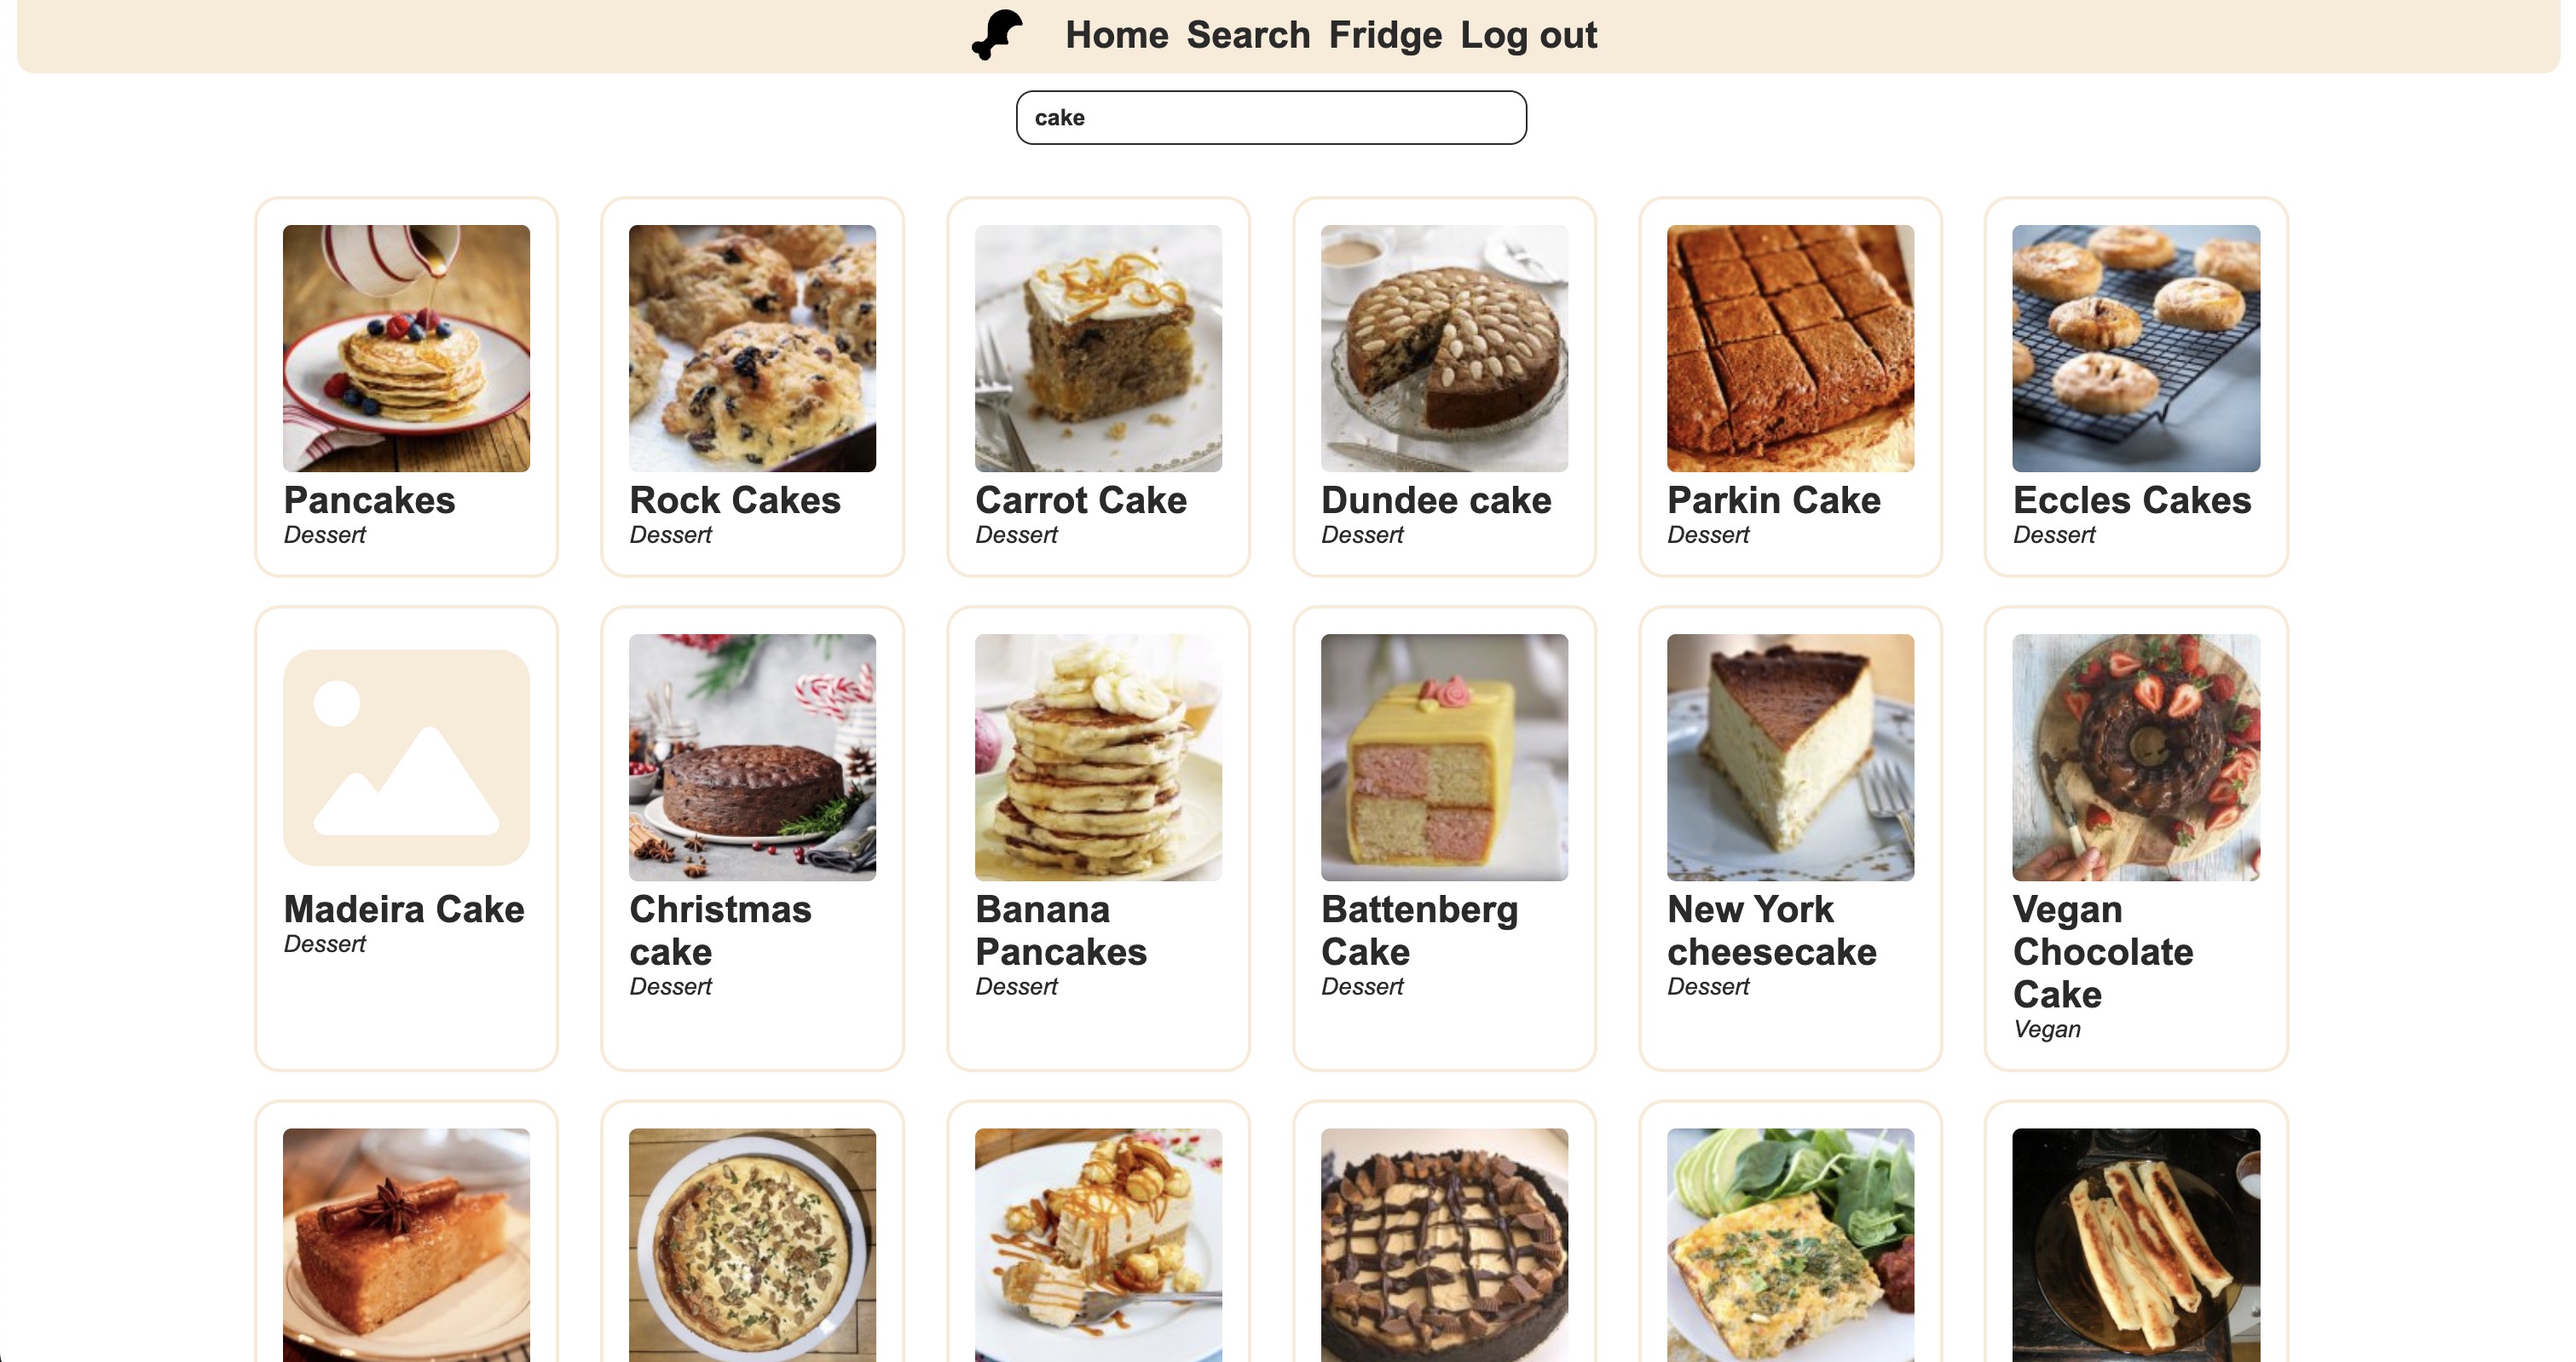 Home Search Fridge Log out
cake
Pancakes
Dessert
Rock Cakes
Dessert
Carrot Cake
Dessert
Dundee cake
Dessert
Parkin Cake
Dessert
Eccles Cakes
Dessert
Madeira Cake
Dessert
Christmas
cake
Dessert
Banana
Pancakes
Dessert
Battenberg
Cake
Dessert
New York
cheesecake
Dessert
Vegan
Chocolate
Cake
Vegan